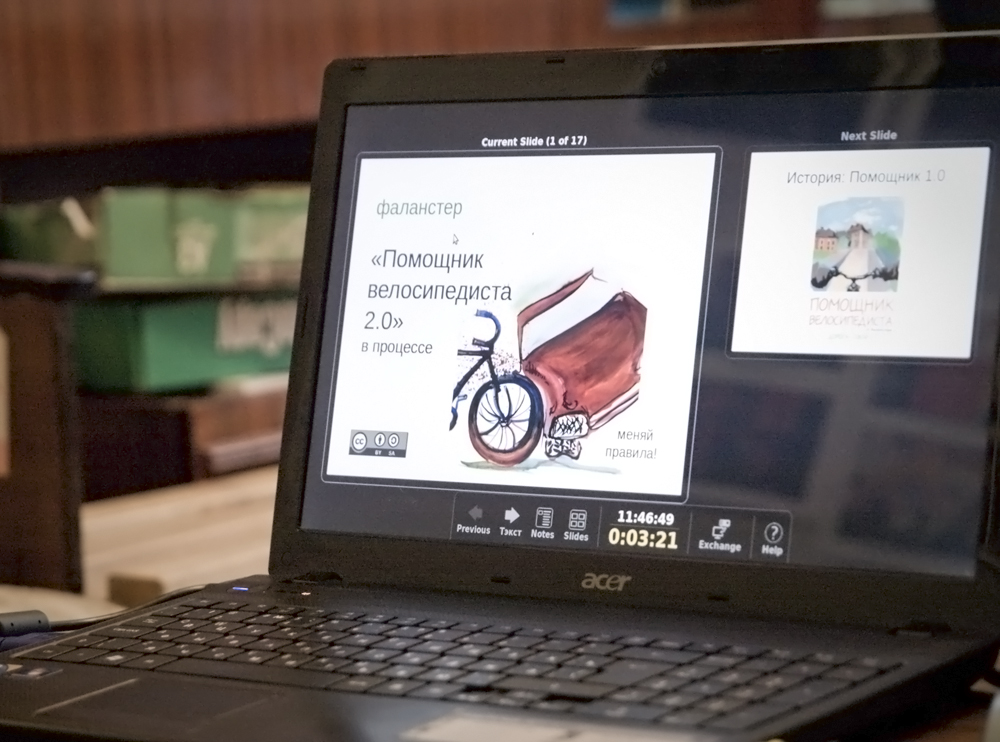 Current Slide (1 of 17)
Next Slide
фаланстер
«Помощник
велосипедиста
2.0»
в процессе
cc
BY SA
меняй
правила!
История: Помощник 1.0
ПОМОЩНИК
ВЕЛОСИПЕДИСТА
Previous
Тэкст
Notes
Slides
11:46:49
0:03:21
Exchange
Help
acer